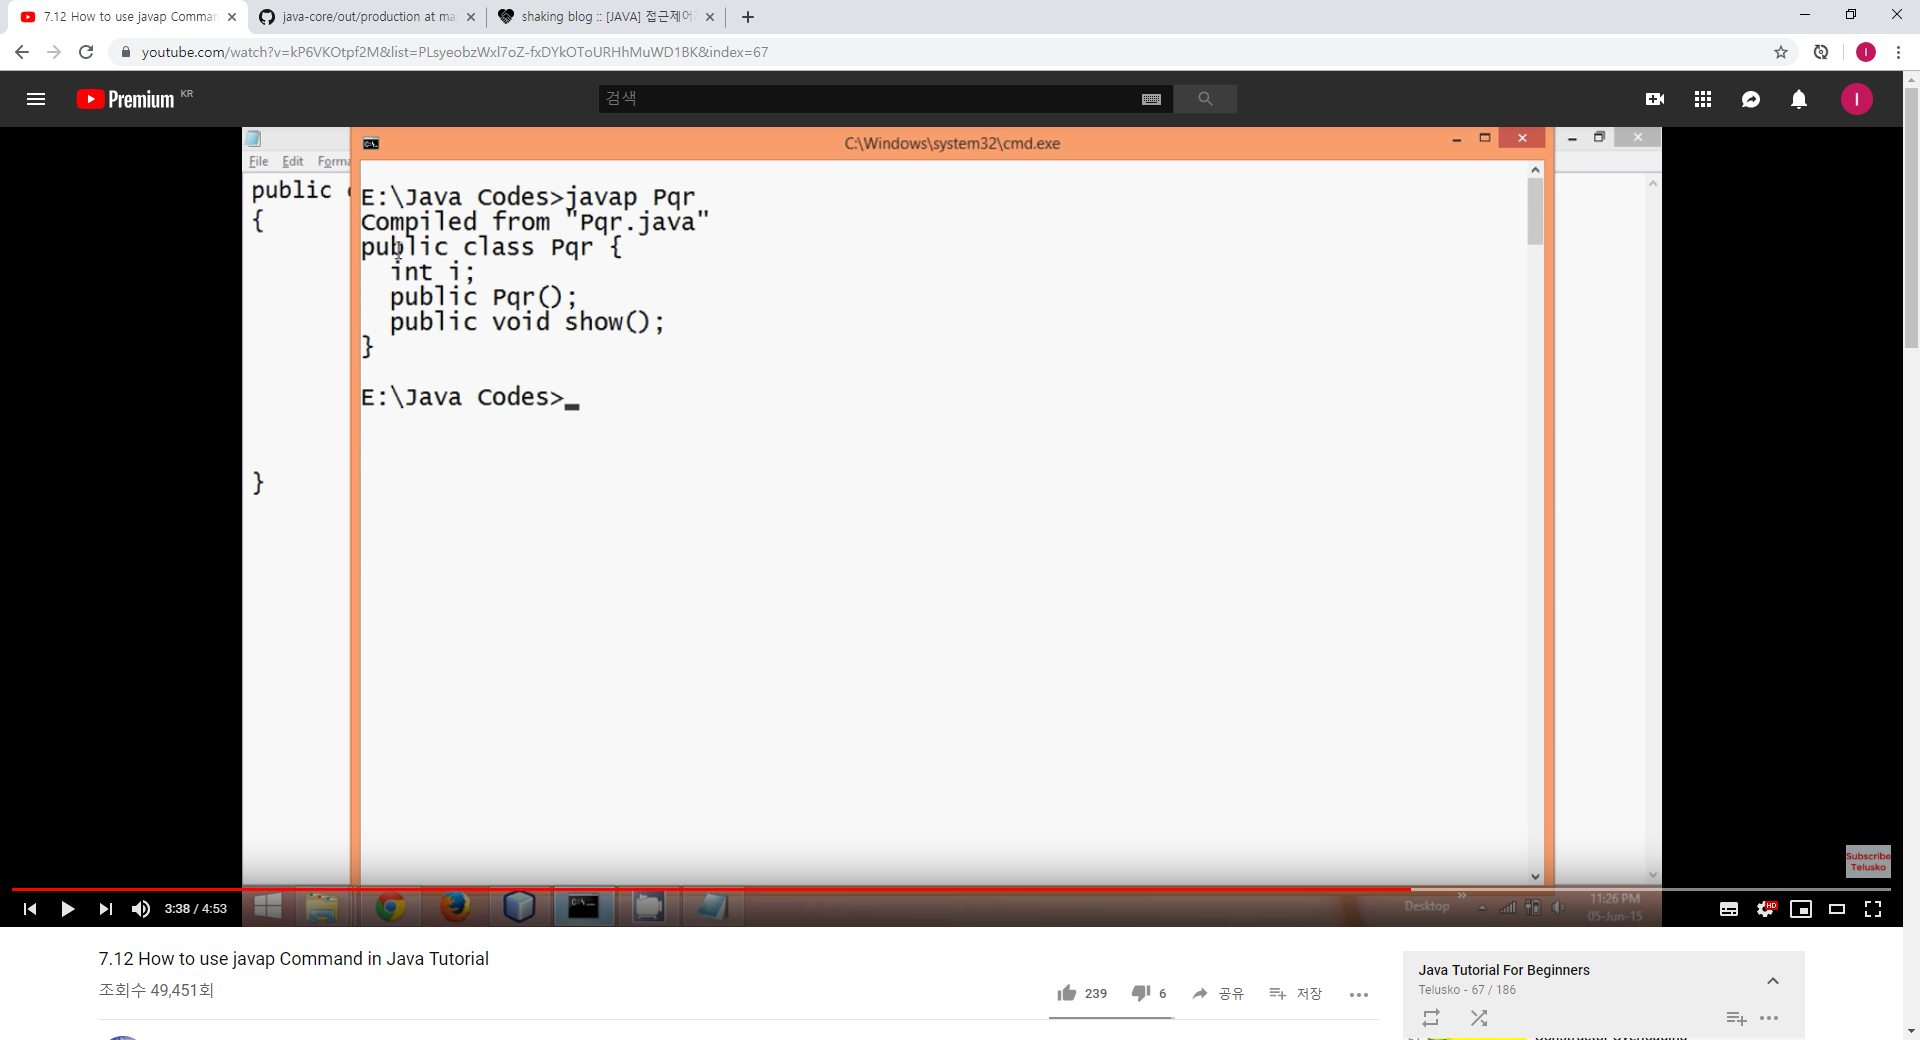 7.12 How to use javap Comman
java-core/out/production at ma
shaking blog :: [JAVA] 접근제어
youtube.com/watch?v=kP6VKOtpf2M&list=PLsyeobzWxl7oZ-fxDYkOToURHhMuWD1BK&index=67
Premium KR
검색
C:\Windows\system32\cmd.exe
File Edit Forma
public
{
}
E:\Java Codes>javap Pqr
Compiled from "Pqr.java"
public class Pqr {
int i;
public Pqr();
public void show();
}
E:\Java Codes>_
Subscribe
Telusko
3:38 / 4:53
Desktop
11:26 PM
05-Jun-15
HD
7.12 How to use javap Command in Java Tutorial
조회수 49,451회
239
6
공유
저장
Java Tutorial For Beginners
Telusko - 67 / 186